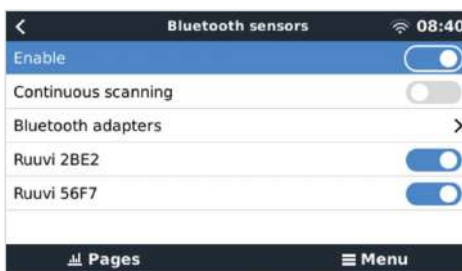 Bluetooth sensors 08:40
Enable
Continuous scanning
Bluetooth adapters
Ruuvi 2BE2
Ruuvi 56F7
Pages Menu